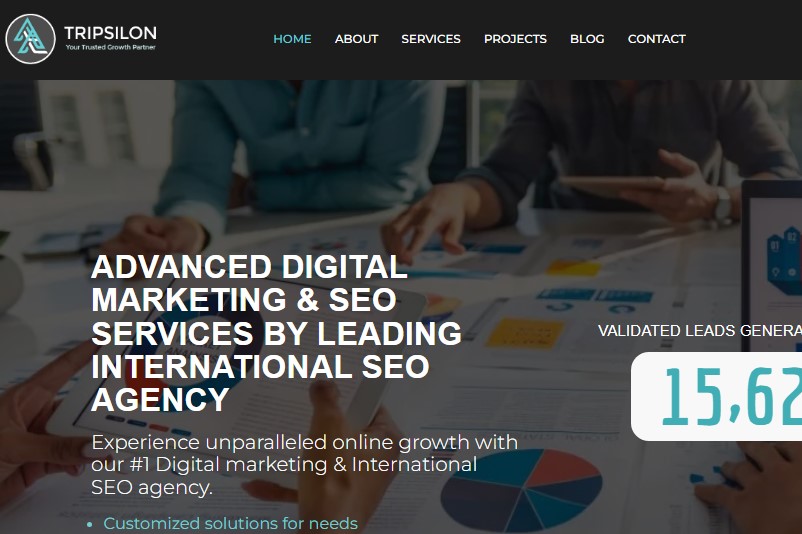 TRIPSILON
Your Trusted Growth Partner
HOME ABOUT SERVICES PROJECTS BLOG CONTACT
ADVANCED DIGITAL
MARKETING & SEO
SERVICES BY LEADING
INTERNATIONAL SEO
AGENCY
Experience unparalleled online growth with
our #1 Digital marketing & International
SEO agency.
• Customized solutions for needs
VALIDATED LEADS GENERA
15,62